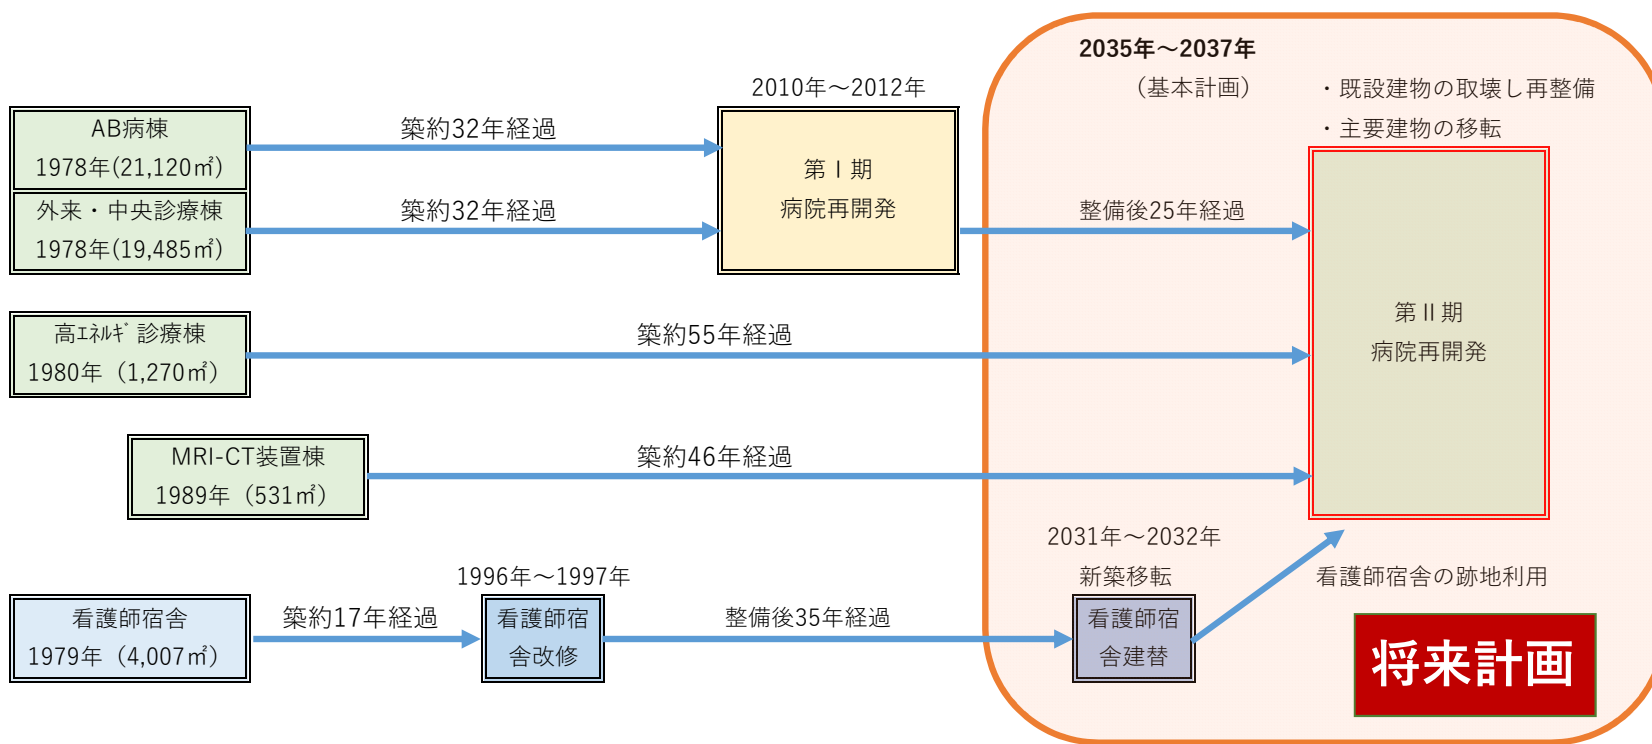 2035年～2037年
（基本計画）
・既設建物の取壊し再整備
・主要建物の移転
2010年～2012年
AB病棟
1978年(21,120㎡)
築約32年経過
外来・中央診療棟
1978年(19,485㎡)
築約32年経過
第Ⅰ期
病院再開発
整備後25年経過
高ｴﾈﾙｷﾞ診療棟
1980年（1,270㎡）
築約55年経過
第Ⅱ期
病院再開発
MRI-CT装置棟
1989年（531㎡）
築約46年経過
2031年～2032年
新築移転
1996年～1997年
看護師宿舎の跡地利用
看護師宿舎
1979年（4,007㎡）
築約17年経過
看護師宿
舎改修
整備後35年経過
看護師宿
舎建替
将来計画